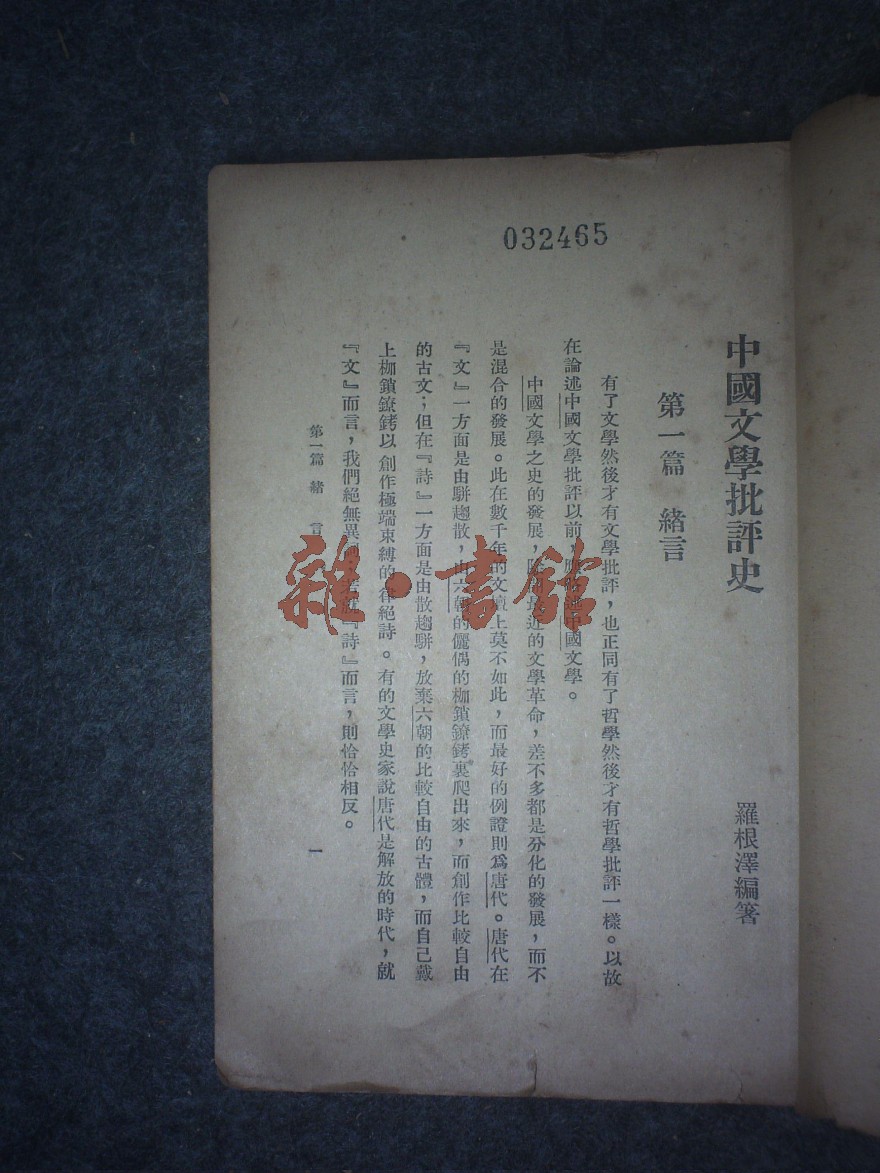 032465
中國文學批評史
羅根澤編箸
第一篇 緒言
有了文學然後才有文學批評，也正同有了哲學然後才有哲學批評一樣。以故
在論述中國文學批評以前，述中國文學。
中國文學之史的發展，最近的文學革命，差不多都是分化的發展，而不
是混合的發展。此在數千年的文壇上莫不如此，而最好的例證則爲唐代。唐代在
『文』一方面是由駢趨散，由六朝的儷偶的枷鎖鐐銬裏爬出來，而創作比較自由
的古文；但在『詩』一方面是由散趨駢，放棄六朝的比較自由的古體，而自己戴
上枷鎖鐐銬以創作極端束縛的律絕詩。有的文學史家說唐代是解放的時代，就
『文』而言，我們絕無異『詩』而言，則恰恰相反。
第一篇 緒言
一
雜·書館